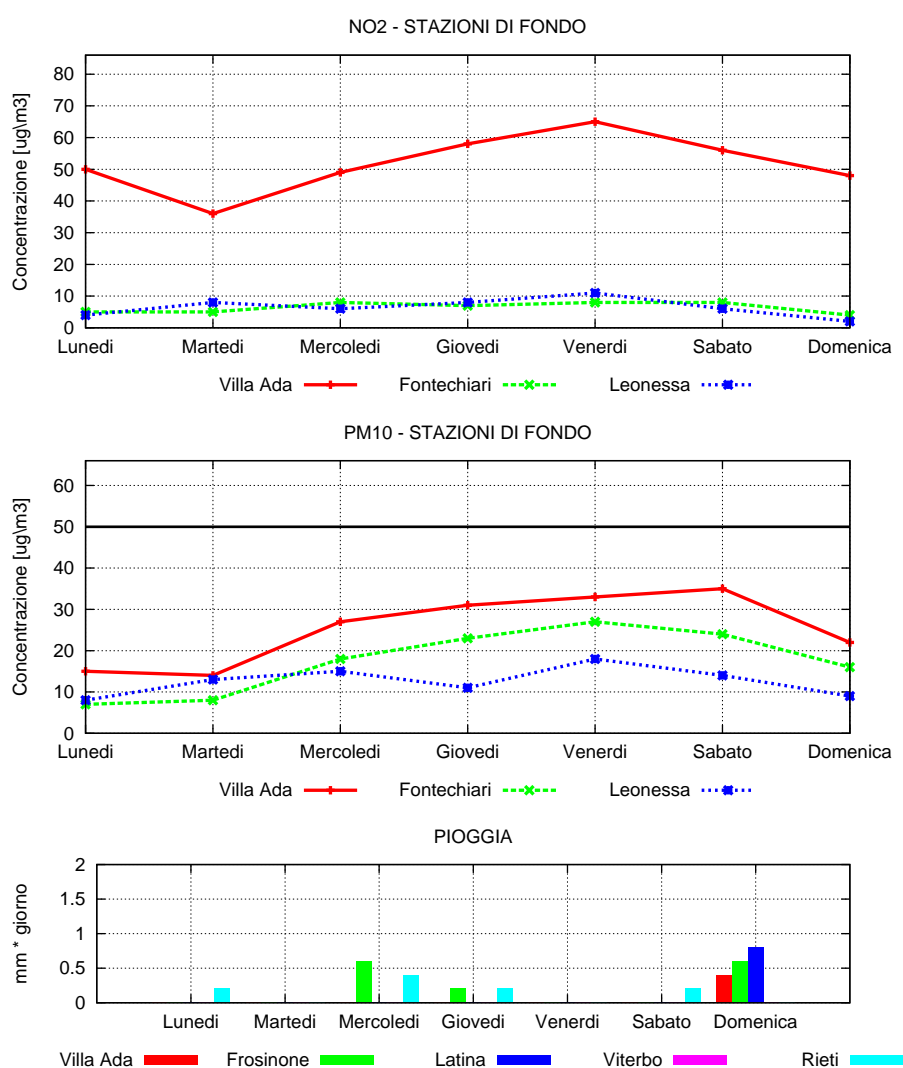 NO2 - STAZIONI DI FONDO
80
70
60
50
40
30
20
10
0
Concentrazione [ug\m3]
Lunedi Martedi Mercoledi Giovedi Venerdi Sabato Domenica
Villa Ada Fontechiari Leonessa
PM10 - STAZIONI DI FONDO
60
50
40
30
20
10
0
Concentrazione [ug\m3]
Lunedi Martedi Mercoledi Giovedi Venerdi Sabato Domenica
Villa Ada Fontechiari Leonessa
PIOGGIA
2
1.5
1
0.5
0
mm * giorno
Lunedi Martedi Mercoledi Giovedi Venerdi Sabato Domenica
Villa Ada Frosinone Latina Viterbo Rieti